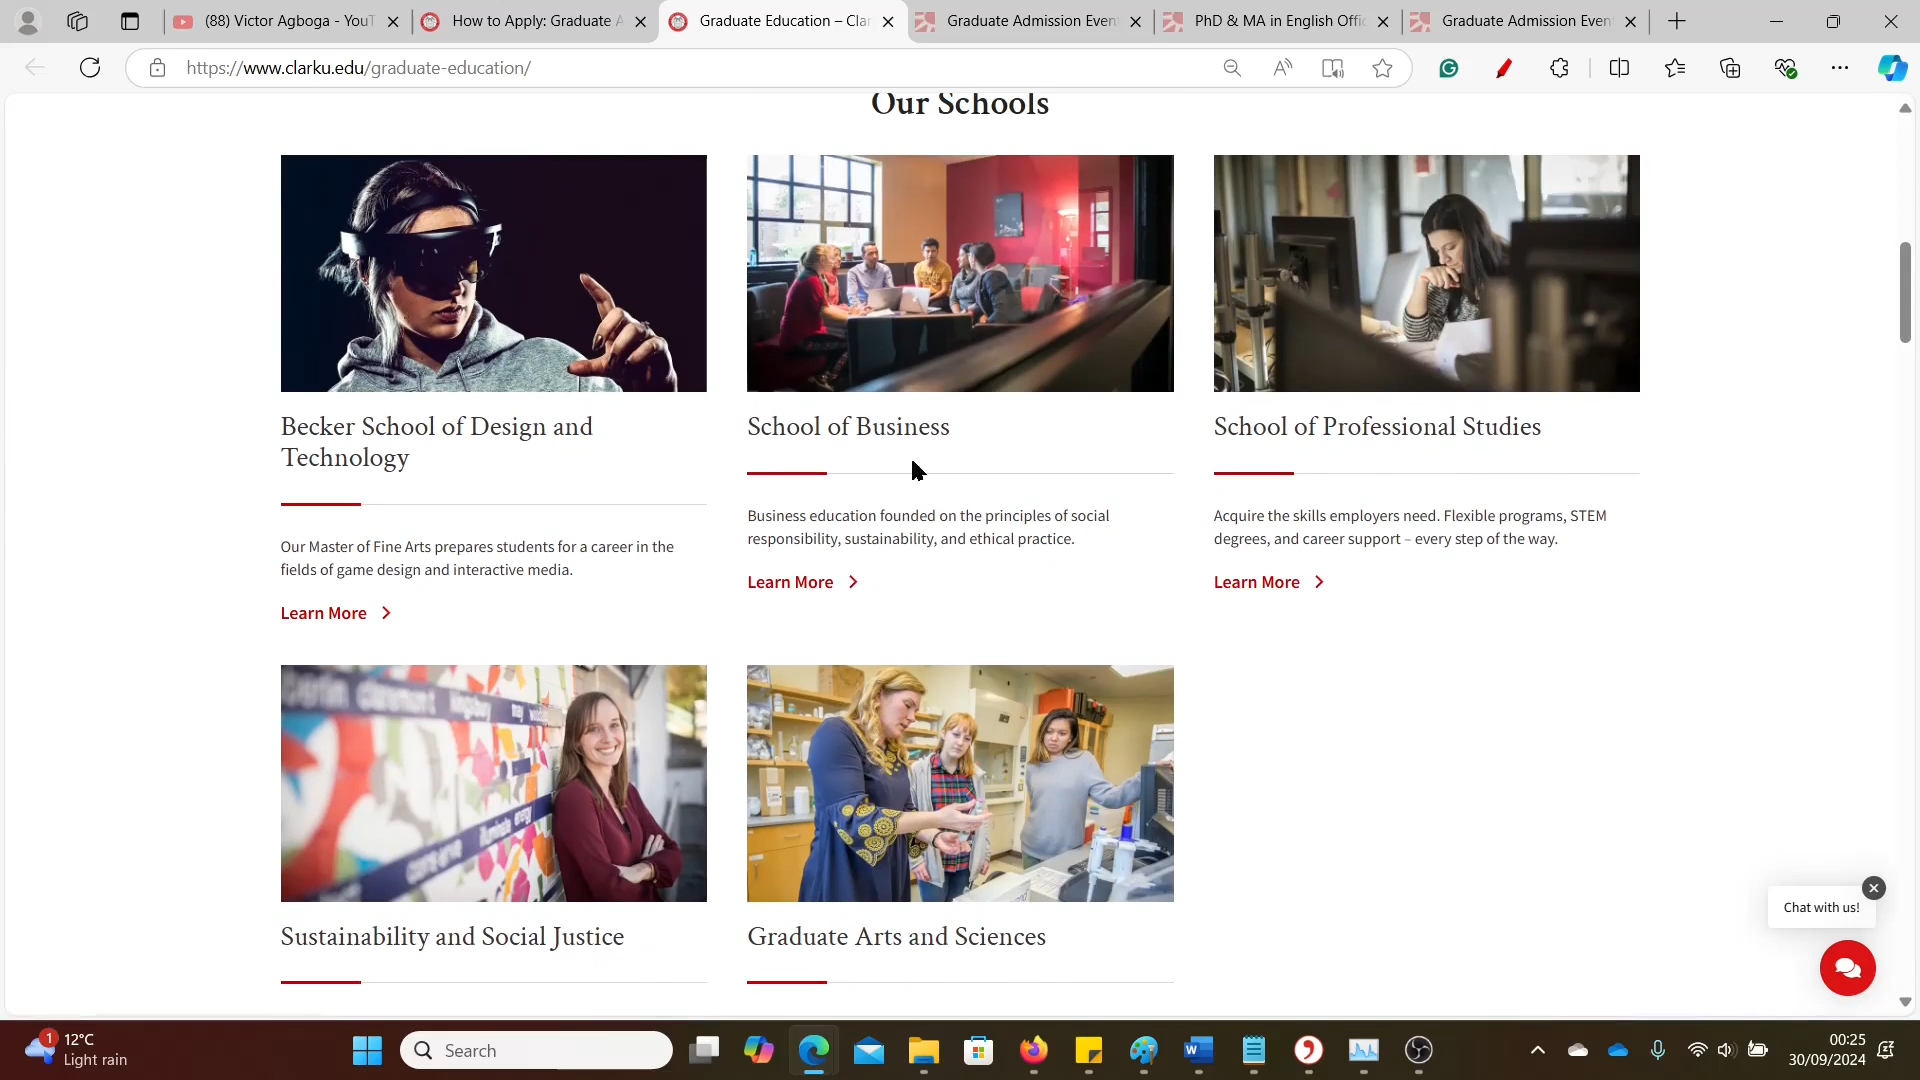 (88) Victor Agboga - YouT
How to Apply: Graduate A
Graduate Education – Clar
Graduate Admission Even
PhD & MA in English Offic
Graduate Admission Even
https://www.clarku.edu/graduate-education/
Our Schools
Becker School of Design and
Technology
Our Master of Fine Arts prepares students for a career in the
fields of game design and interactive media.
Learn More
School of Business
Business education founded on the principles of social
responsibility, sustainability, and ethical practice.
Learn More
School of Professional Studies
Acquire the skills employers need. Flexible programs, STEM
degrees, and career support – every step of the way.
Learn More
Sustainability and Social Justice
Graduate Arts and Sciences
Chat with us!
1
12°C
Light rain
Search
00:25
30/09/2024